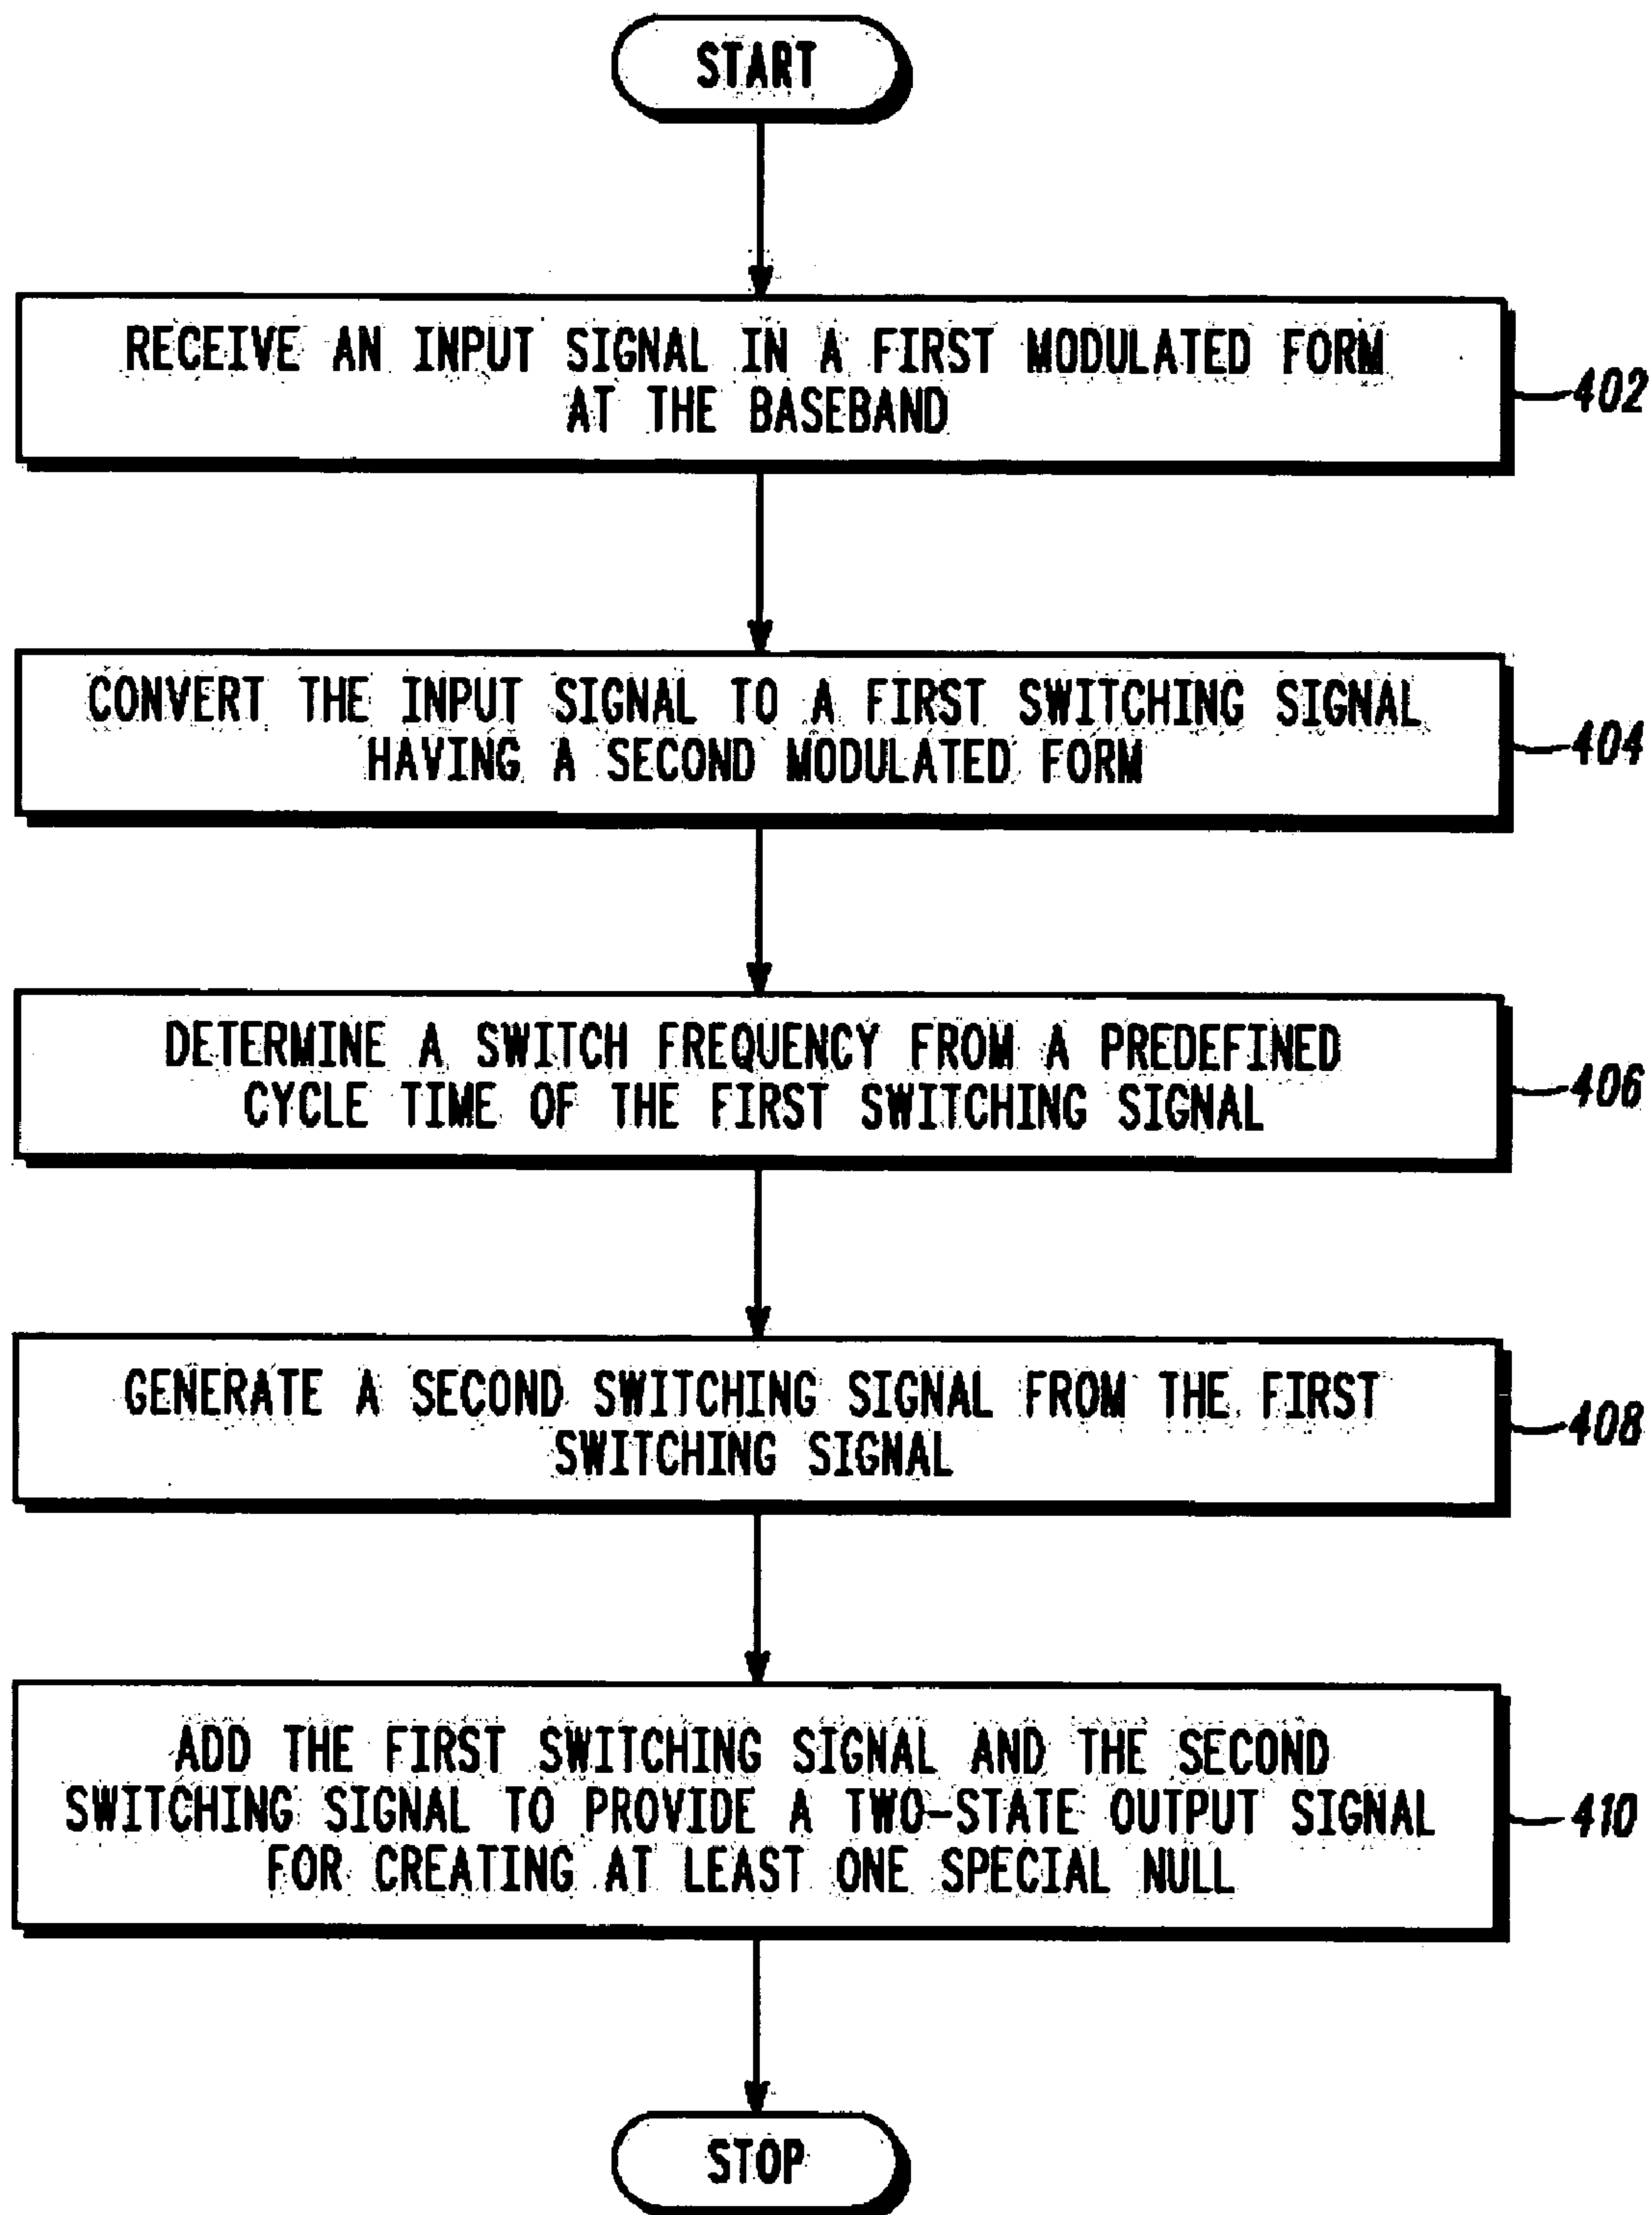 START
RECEIVE AN INPUT SIGNAL IN A FIRST MODULATED FORM
AT THE BASEBAND
402
CONVERT THE INPUT SIGNAL TO A FIRST SWITCHING SIGNAL
HAVING A SECOND MODULATED FORM
404
DETERMINE A SWITCH FREQUENCY FROM A PREDEFINED
CYCLE TIME OF THE FIRST SWITCHING SIGNAL
406
GENERATE A SECOND SWITCHING SIGNAL FROM THE FIRST
SWITCHING SIGNAL
408
ADD THE FIRST SWITCHING SIGNAL AND THE SECOND
SWITCHING SIGNAL TO PROVIDE A TWO-STATE OUTPUT SIGNAL
FOR CREATING AT LEAST ONE SPECIAL NULL
410
STOP